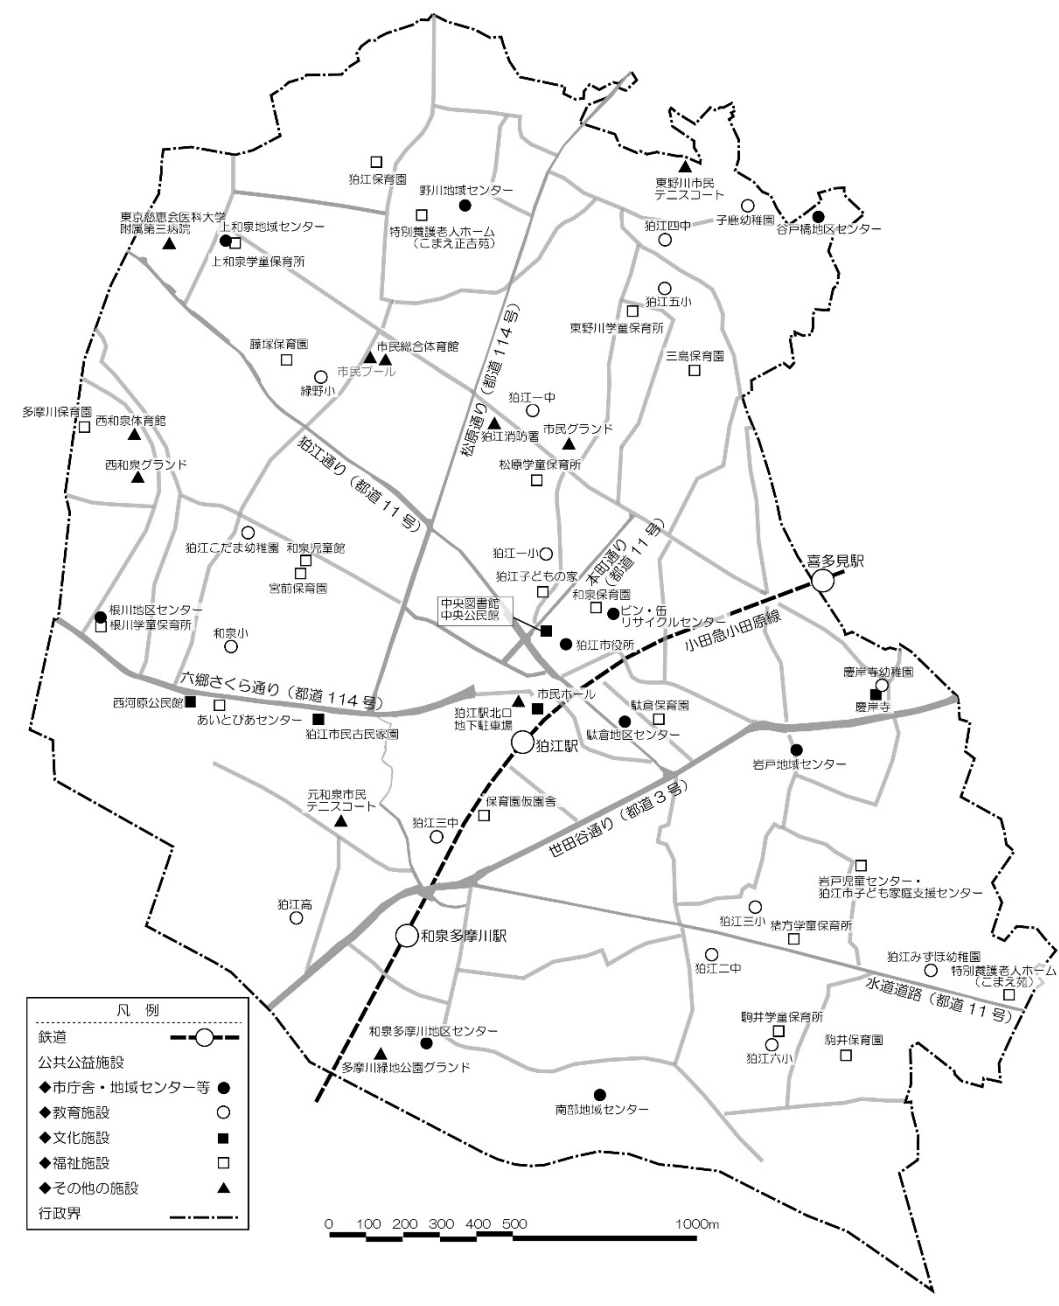 狛江保育園
野川地域センター
特別養護老人ホーム
(こまえ正吉苑)
東野川市民
テニスコート
子鹿幼稚園
谷戸橋地区センター
狛江四中
東京慈恵会医科大学
附属第三病院
上和泉地域センター
上和泉学童保育所
狛江五小
東野川学童保育所
三島保育園
藤塚保育園
緑野小
市民総合体育館
市民プール
松原通り(都道114号)
狛江一中
狛江消防署
市民グランド
松原学童保育所
多摩川保育園
西和泉体育館
西和泉グランド
狛江通り(都道11号)
狛江こだま幼稚園
和泉児童館
宮前保育園
狛江一小
狛江子どもの家
本町通り
(都道11号)
和泉保育園
喜多見駅
中央図書館
中央公民館
ビン・缶
リサイクルセンター
狛江市役所
小田急小田原線
根川地区センター
根川学童保育所
和泉小
六郷さくら通り(都道114号)
西河原公民館
あいとぴあセンター
狛江市民古民家園
狛江駅北口
地下駐車場
市民ホール
狛江駅
駄倉保育園
駄倉地区センター
慶岸寺幼稚園
慶岸寺
岩戸地域センター
世田谷通り(都道3号)
元和泉市民
テニスコート
狛江三中
保育園仮園舎
狛江高
和泉多摩川駅
岩戸児童センター・
狛江市子ども家庭支援センター
狛江三小
猪方学童保育所
狛江二中
狛江みずほ幼稚園
特別養護老人ホーム
(こまえ苑)
水道道路(都道11号)
駒井学童保育所
狛江六小
駒井保育園
和泉多摩川地区センター
多摩川緑地公園グランド
南部地域センター
凡 例
鉄道
公共公益施設
◆市庁舎・地域センター等
◆教育施設
◆文化施設
◆福祉施設
◆その他の施設
行政界
0 100 200 300 400 500 1000m